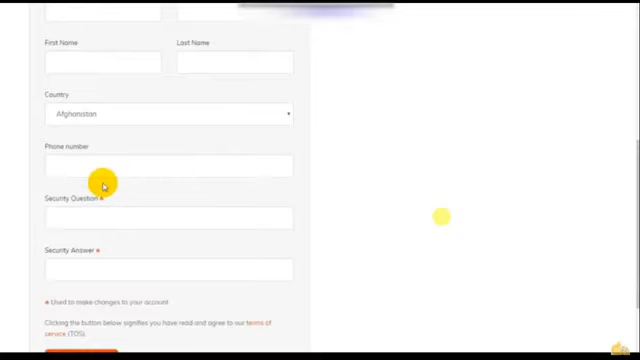 First Name Last Name
Country
Afghanistan
Phone number
Security Question *
Security Answer *
* Used to make changes to your account
Clicking the button below signifies you have read and agree to our terms of
service (TOS).